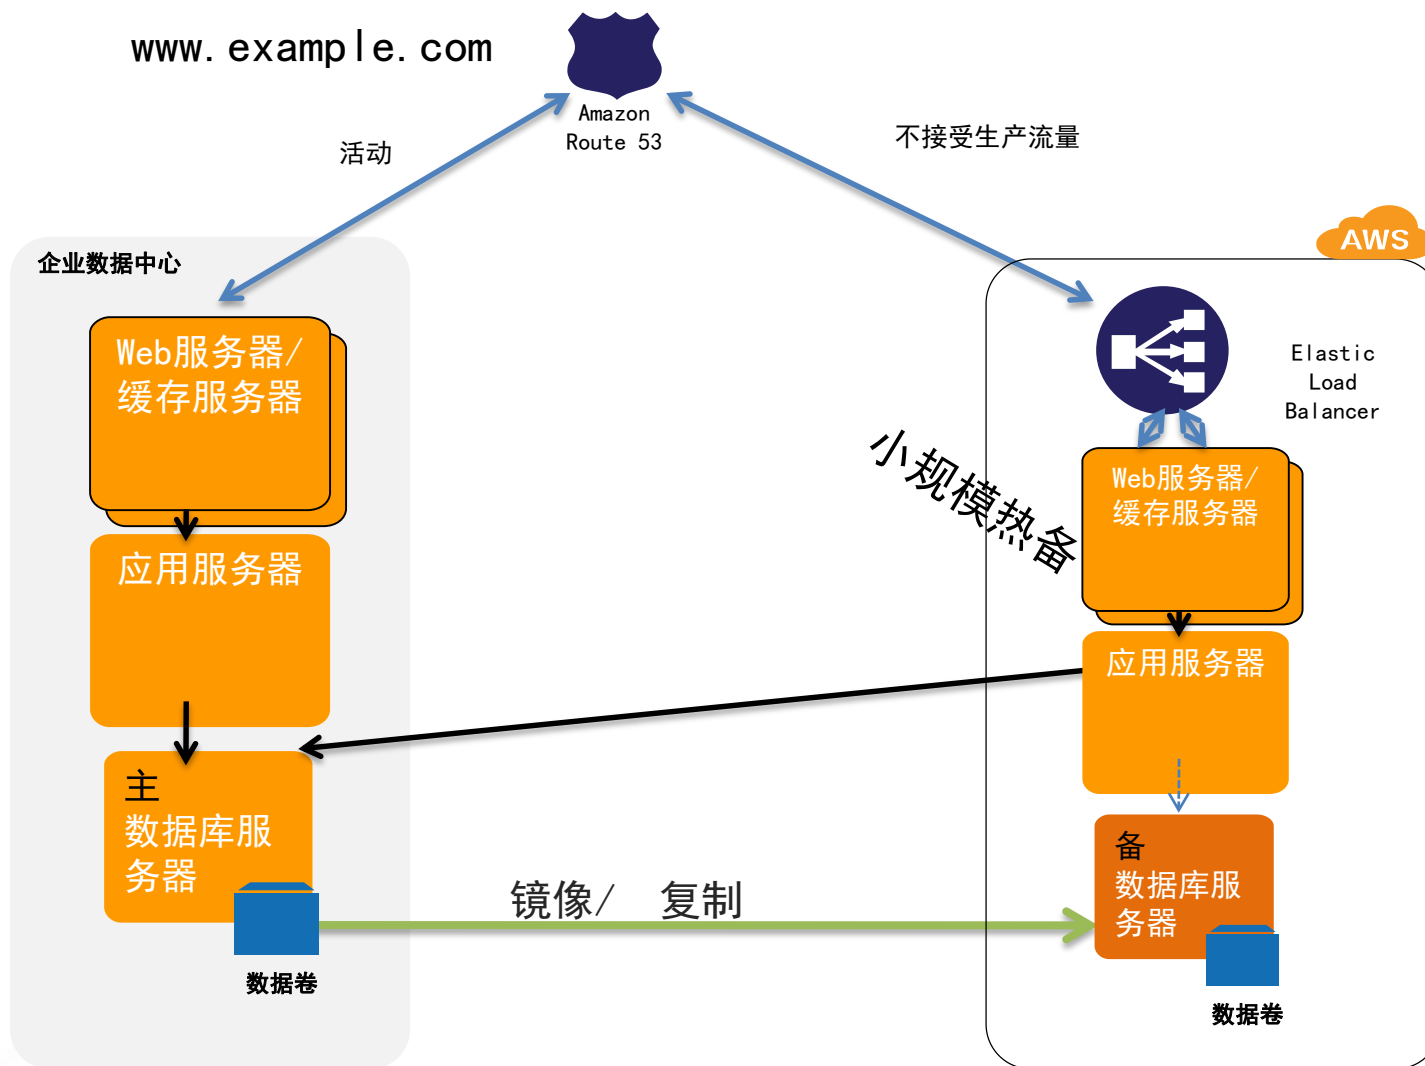 www.example.com
Amazon
Route 53
活动
不接受生产流量
AWS
企业数据中心
Web服务器/
缓存服务器
应用服务器
主
数据库服
务器
数据卷
镜像/ 复制
小规模热备
Elastic
Load
Balancer
Web服务器/
缓存服务器
应用服务器
备
数据库服
务器
数据卷